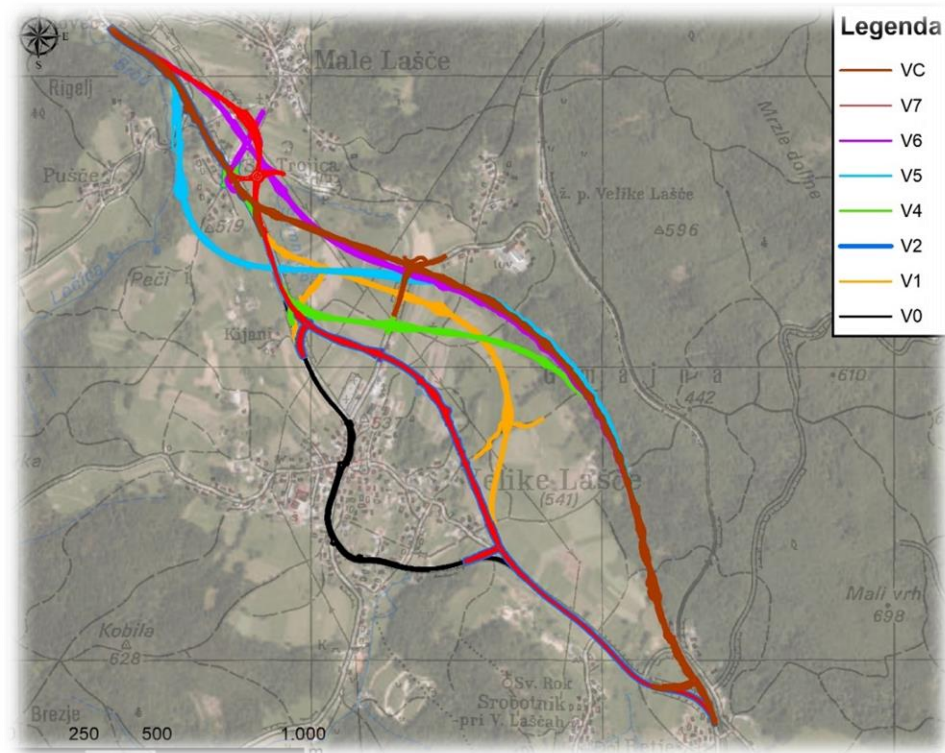 E
S
Legenda
VC
V7
V6
V5
V4
V2
V1
V0
Male Lašče
Rigelj
Mrzle doline
Pušče
Trojica
ž. p. Velike Lašče
519
596
Peči
Kijani
610
442
Velike Lašče
(541)
Mali vrh
698
Kobila
628
Sv. Rok
Srobotnik
pri V. Laščah
Brezje
250 500 1.000
m